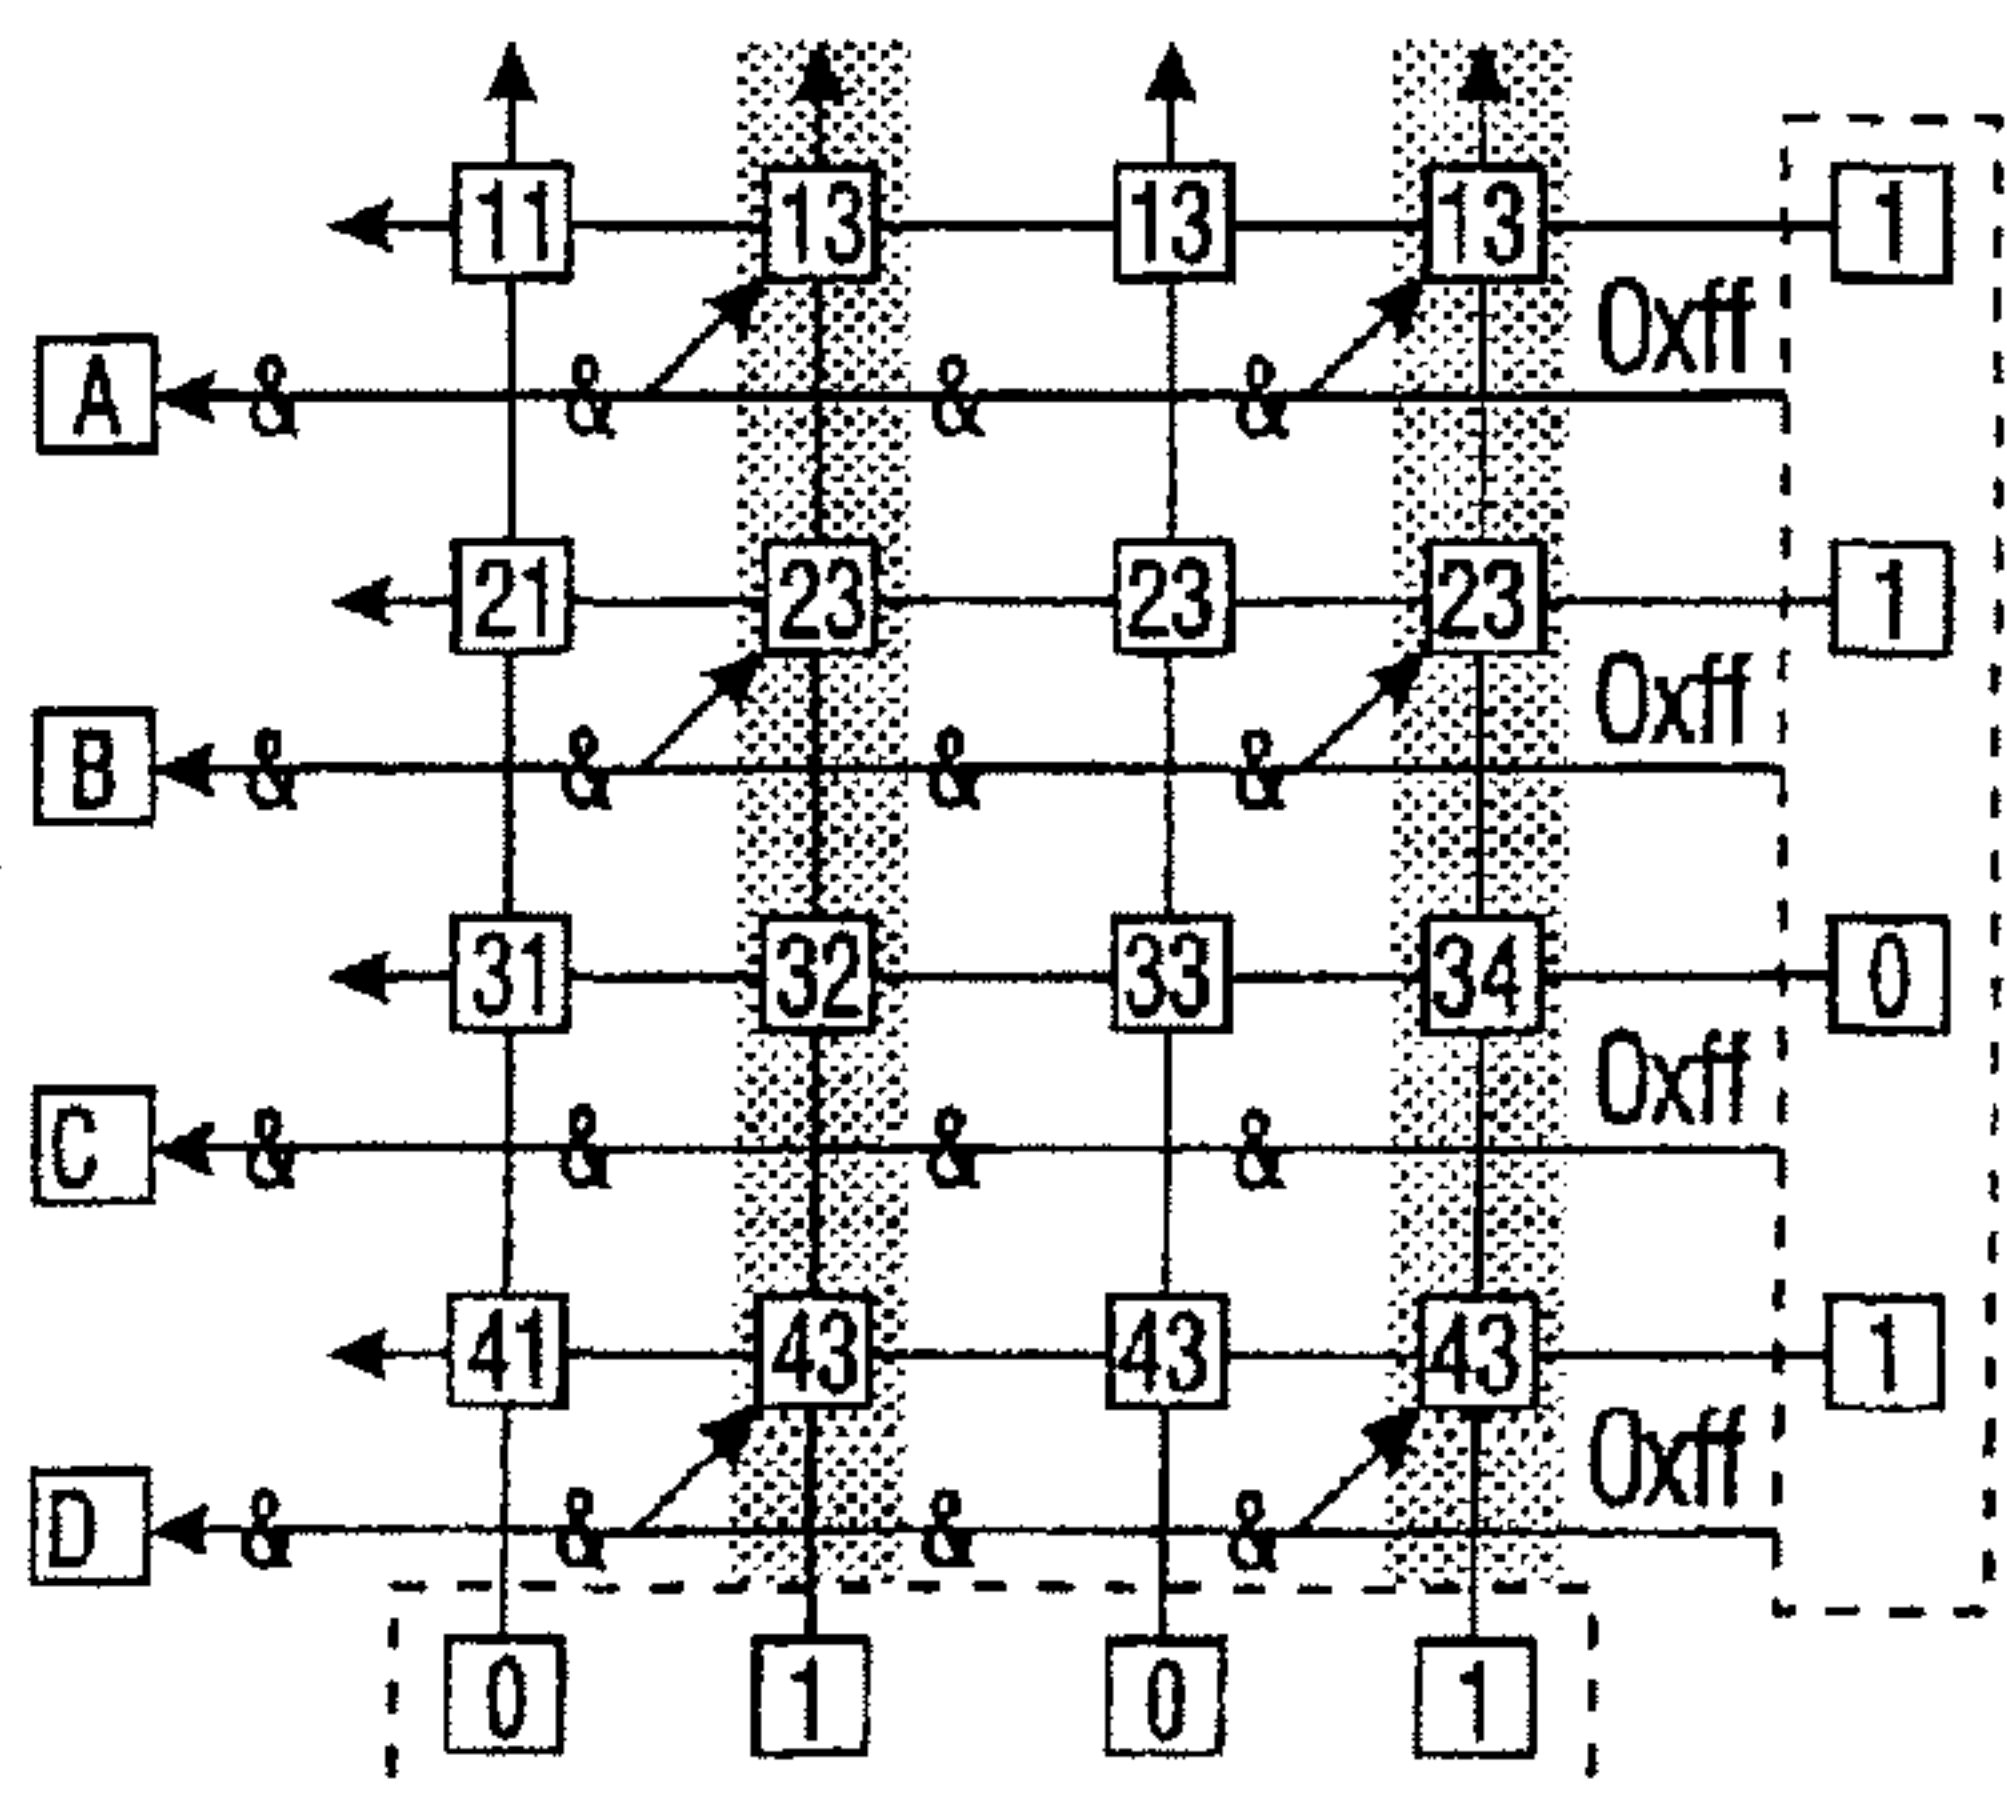 11 13 13 13 1
0xff
A & & & &
21 23 23 23 1
0xff
B & & & &
31 32 33 34 0
0xff
C & & & &
41 43 43 43 1
0xff
D & & & &
0 1 0 1